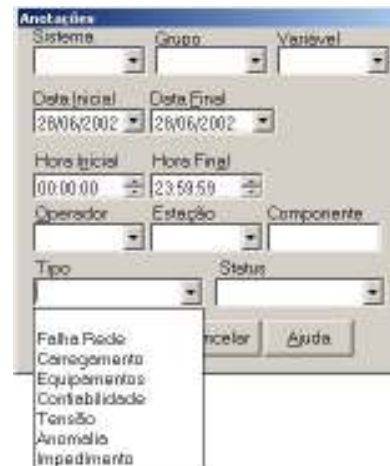 Anotações
Sistema Grupo Variável
Data Inicial Data Final
28/06/2002 28/06/2002
Hora Inicial Hora Final
00:00:00 23:59:59
Operador Estação Componente
Tipo Status
ncelar Ajuda
Falha Rede
Carregamento
Equipamentos
Confiabilidade
Tensão
Anomalia
Impedimento